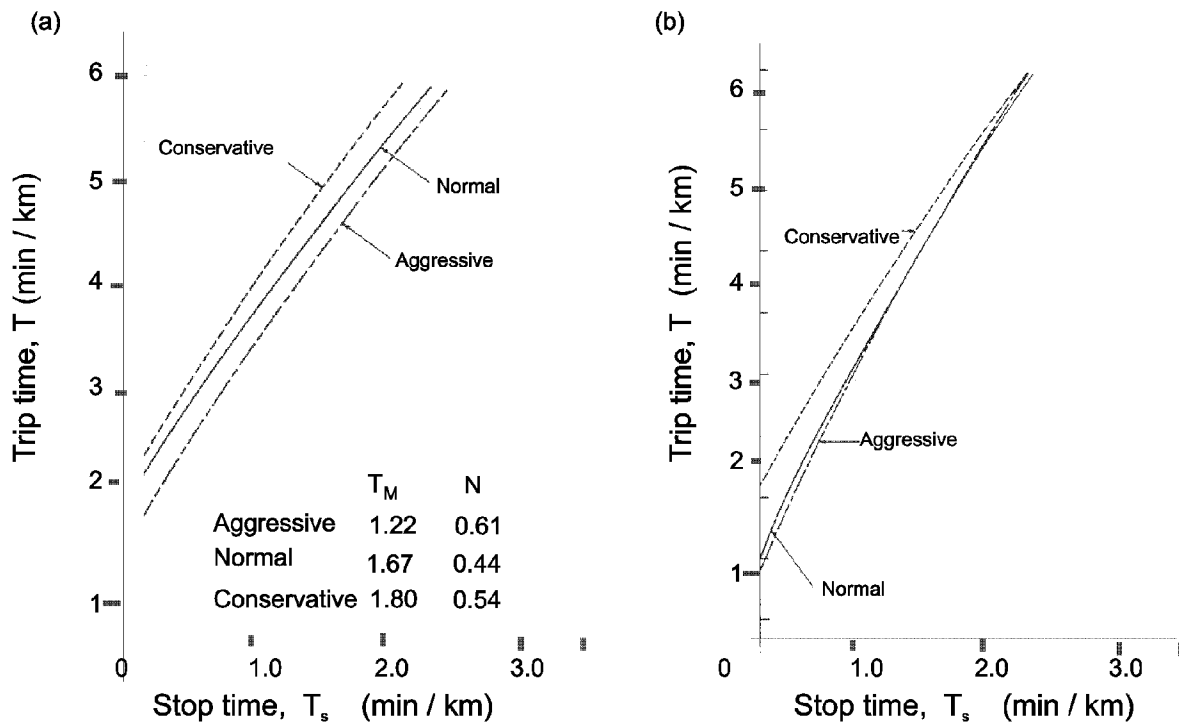 (a)
Trip time, T (min / km)
6
5
4
3
2
1
0
1.0
2.0
3.0
Stop time, Ts (min / km)
Conservative
Normal
Aggressive
TM N
Aggressive 1.22 0.61
Normal 1.67 0.44
Conservative 1.80 0.54
(b)
Trip time, T (min / km)
6
5
4
3
2
1
0
1.0
2.0
3.0
Stop time, Ts (min / km)
Conservative
Aggressive
Normal